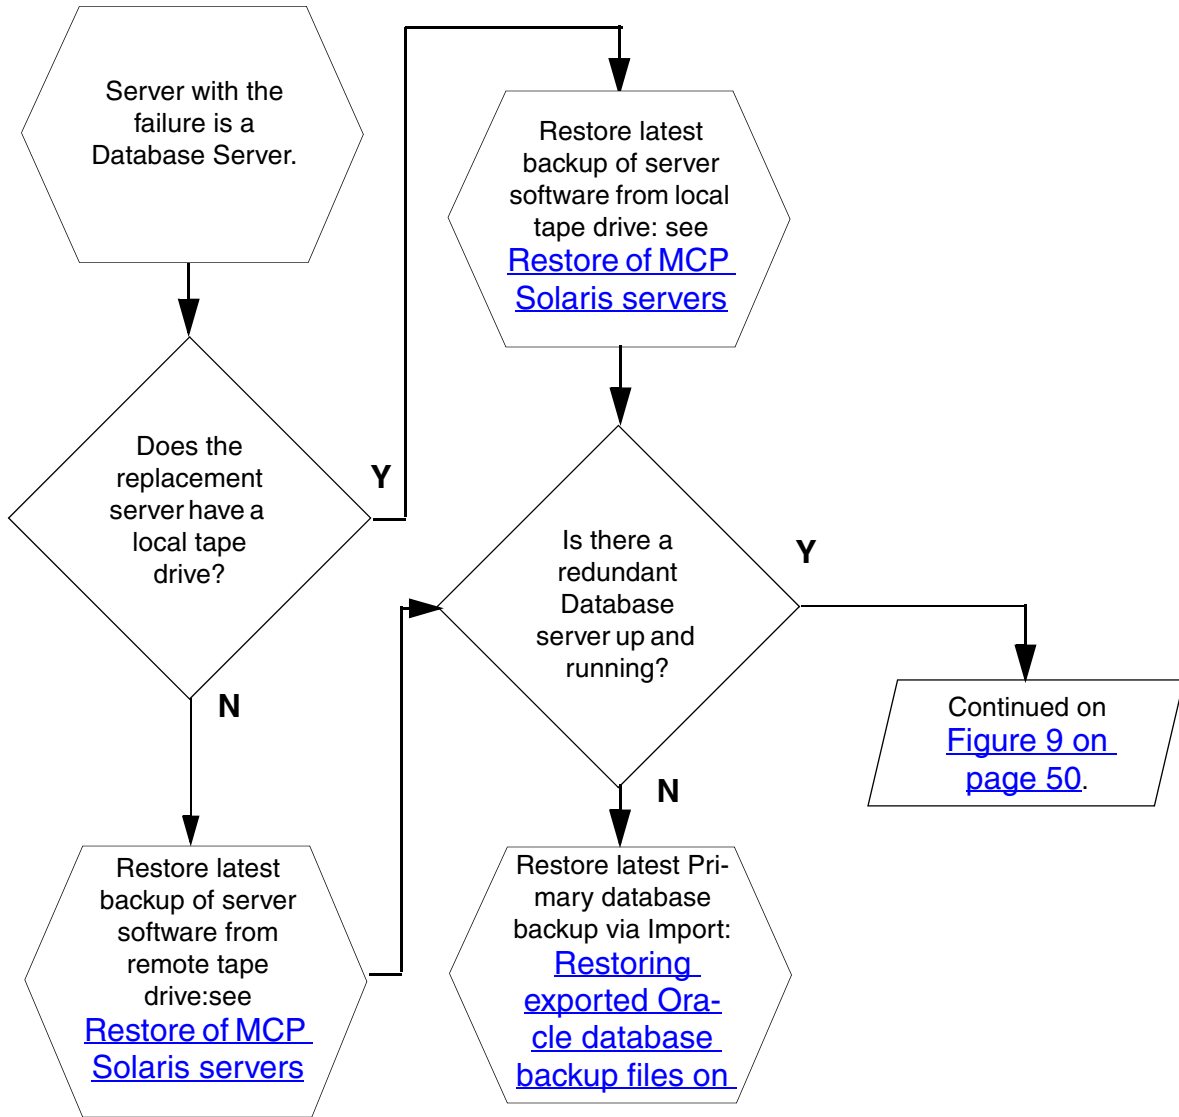 Server with the
failure is a
Database Server.
Does the
replacement
server have a
local tape
drive?
Y
N
Restore latest
backup of server
software from
remote tape
drive:see
Restore of MCP
Solaris servers
Restore latest
backup of server
software from local
tape drive: see
Restore of MCP
Solaris servers
Is there a
redundant
Database
server up and
running?
Y
N
Restore latest Pri-
mary database
backup via Import:
Restoring
exported Ora-
cle database
backup files on
Continued on
Figure 9 on
page 50.